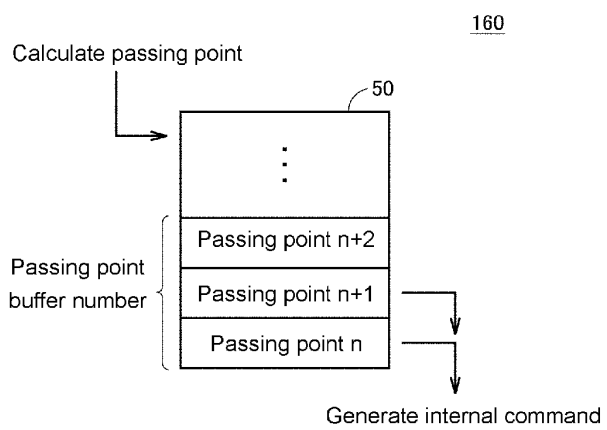 160
Calculate passing point
50
Passing point n+2
Passing point
buffer number
Passing point n+1
Passing point n
Generate internal command